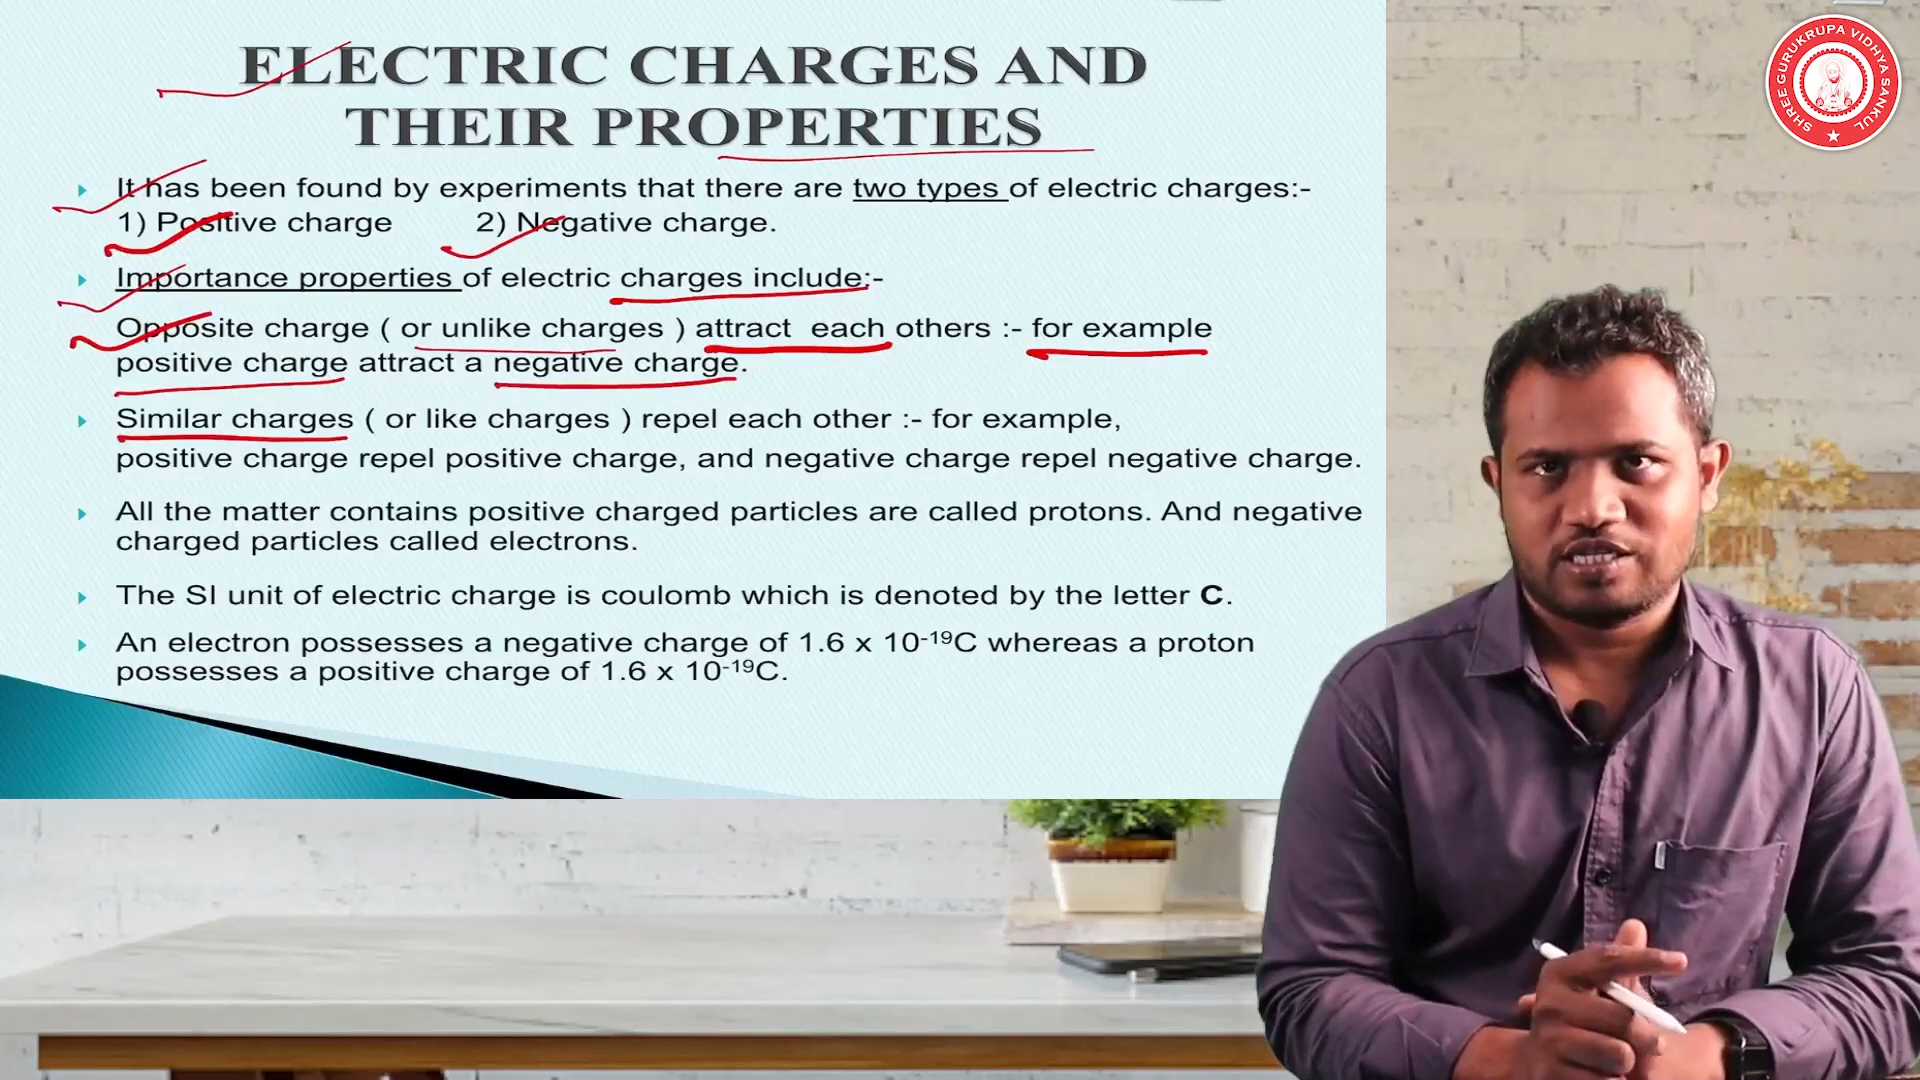 ELECTRIC CHARGES AND
THEIR PROPERTIES
It has been found by experiments that there are two types of electric charges:-
1) Positive charge 2) Negative charge.
Importance properties of electric charges include:-
Opposite charge ( or unlike charges ) attract each others :- for example
positive charge attract a negative charge.
Similar charges ( or like charges ) repel each other :- for example,
positive charge repel positive charge, and negative charge repel negative charge.
All the matter contains positive charged particles are called protons. And negative
charged particles called electrons.
The SI unit of electric charge is coulomb which is denoted by the letter C.
An electron possesses a negative charge of 1.6 x 10⁻¹⁹C whereas a proton
possesses a positive charge of 1.6 x 10⁻¹⁹C.
SHREE GURUKRUPA VIDHYA SANKUL